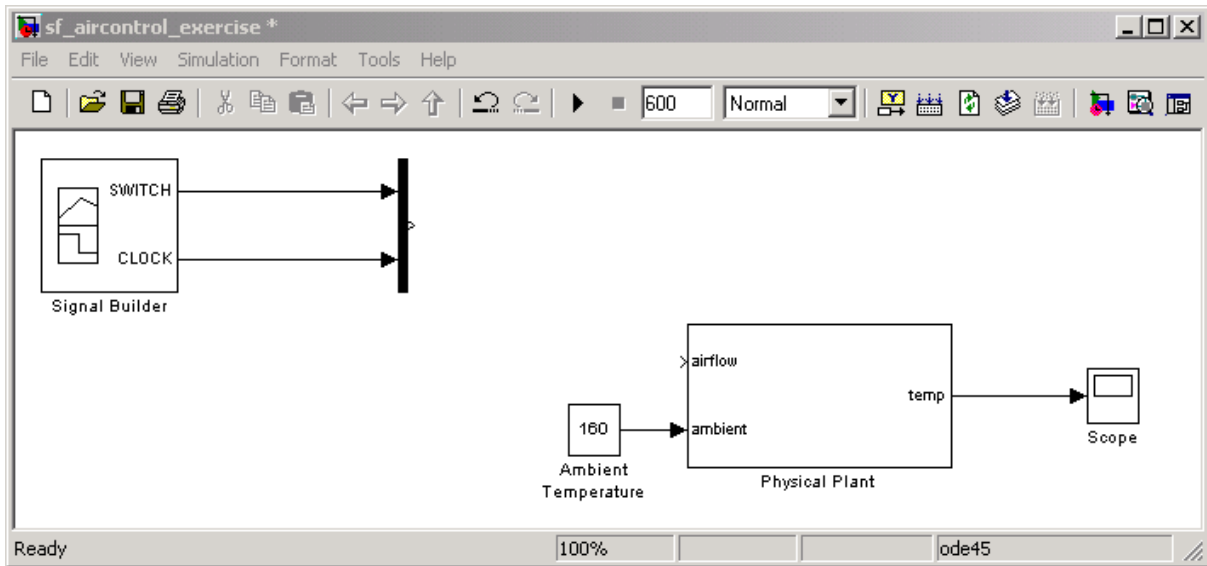 sf_aircontrol_exercise *
File Edit View Simulation Format Tools Help
600 Normal
SWITCH
CLOCK
Signal Builder
airflow
temp
160
ambient
Ambient
Temperature
Physical Plant
Scope
Ready 100% ode45